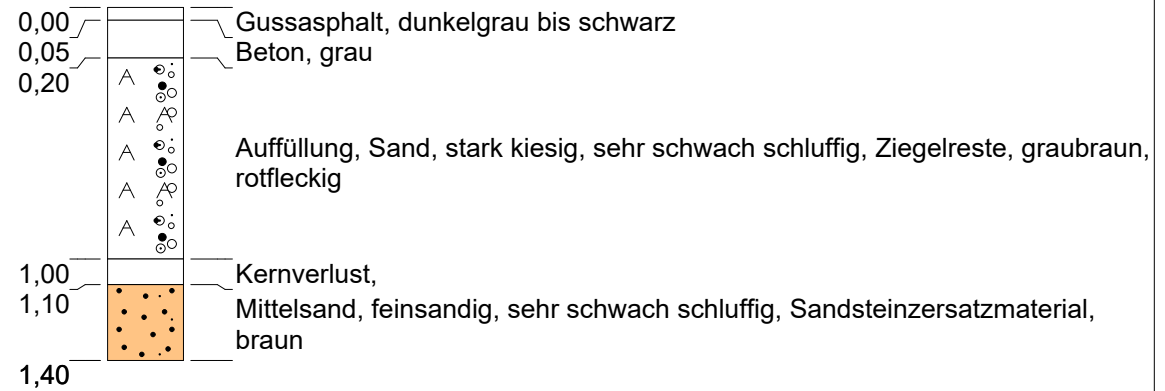 0,00 Gussasphalt, dunkelgrau bis schwarz
0,05 Beton, grau
0,20
Auffüllung, Sand, stark kiesig, sehr schwach schluffig, Ziegelreste, graubraun,
rotfleckig
1,00 Kernverlust,
1,10 Mittelsand, feinsandig, sehr schwach schluffig, Sandsteinzersatzmaterial,
braun
1,40